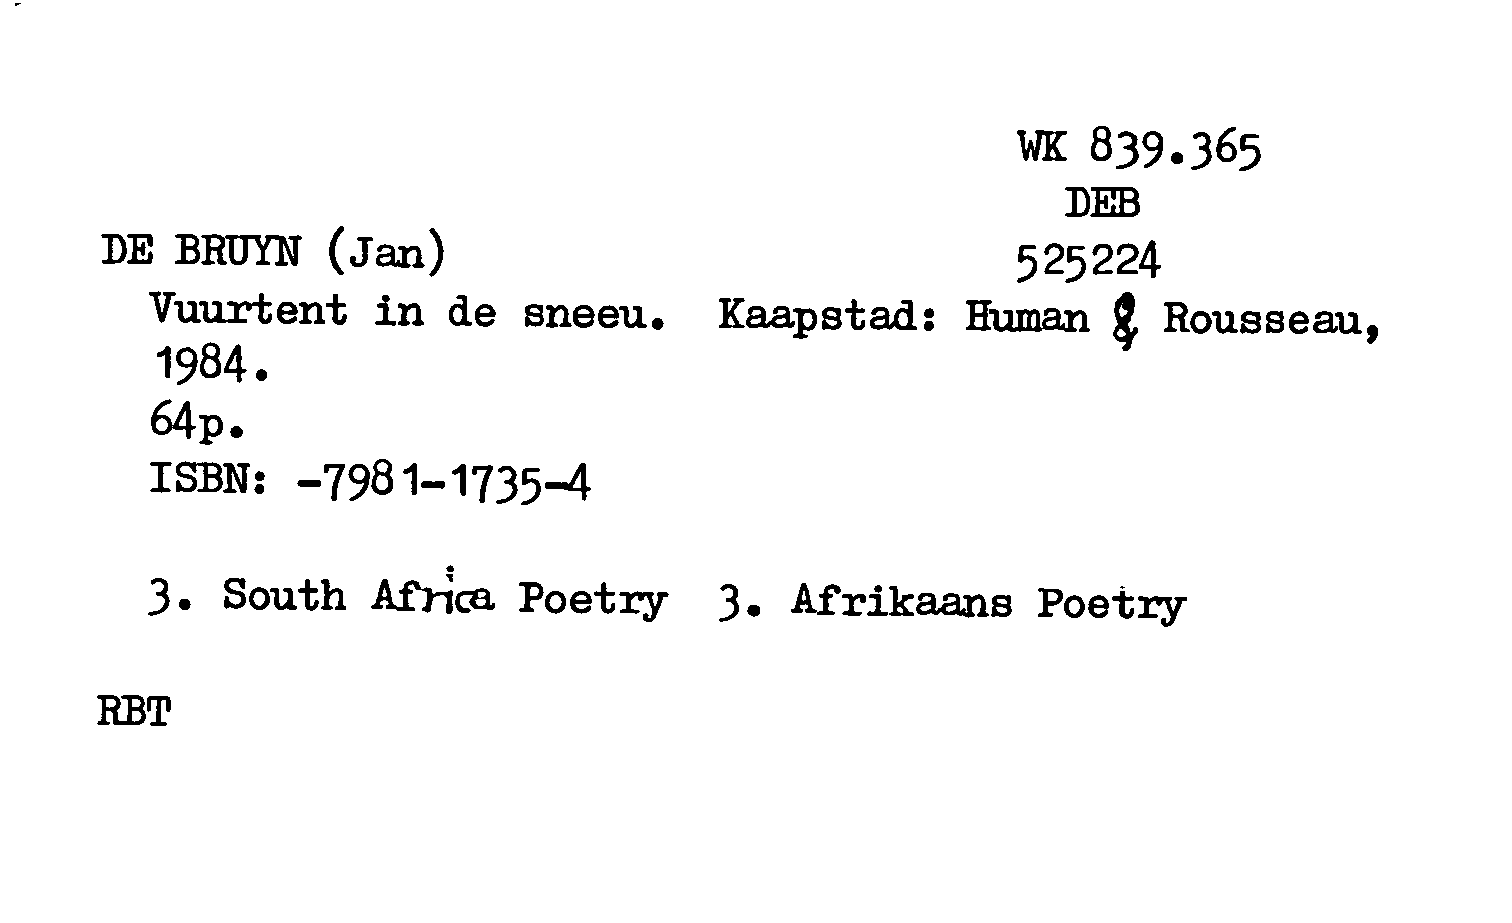 WK 839.365
DEB
DE BRUYN (Jan) 525224
Vuurtent in de sneeu. Kaapstad: Human & Rousseau,
1984.
64p.
ISBN: -7981-1735-4
3. South Africa Poetry 3. Afrikaans Poetry
RBT